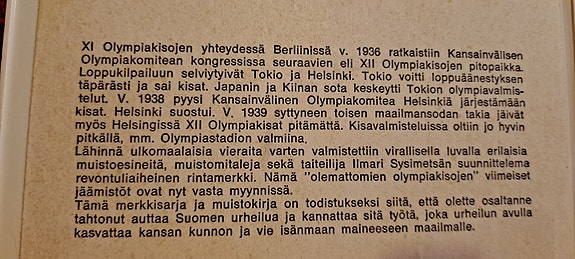 XI Olympiakisojen yhteydessä Berliinissä v. 1936 ratkaistiin Kansainvälisen
Olympiakomitean kongressissa seuraavien eli XII Olympiakisojen pitopaikka.
Loppukilpailuun selviytyivät Tokio ja Helsinki. Tokio voitti loppuäänestyksen
täpärästi ja sai kisat. Japanin ja Kiinan sota keskeytti Tokion olympiavalmis-
telut. V. 1938 pyysi Kansainvälinen Olympiakomitea Helsinkiä järjestämään
kisat. Helsinki suostui. V. 1939 syttyneen toisen maailmansodan takia jäivät
myös Helsingissä XII Olympiakisat pitämättä. Kisavalmisteluissa oltiin jo hyvin
pitkällä, mm. Olympiastadion valmiina.
Lähinnä ulkomaalaisia vieraita varten valmistettiin virallisella luvalla erilaisia
muistoesineitä, muistomitaleja sekä taiteilija Ilmari Sysimetsän suunnittelema
revontuliaiheinen rintamerkki. Nämä "olemattomien olympiakisojen" viimeiset
jäämistöt ovat nyt vasta myynnissä.
Tämä merkkisarja ja muistokirja on todistukseksi siitä, että olette osaltanne
tahtonut auttaa Suomen urheilua ja kannattaa sitä työtä, joka urheilun avulla
kasvattaa kansan kunnon ja vie isänmaan maineeseen maailmalle.